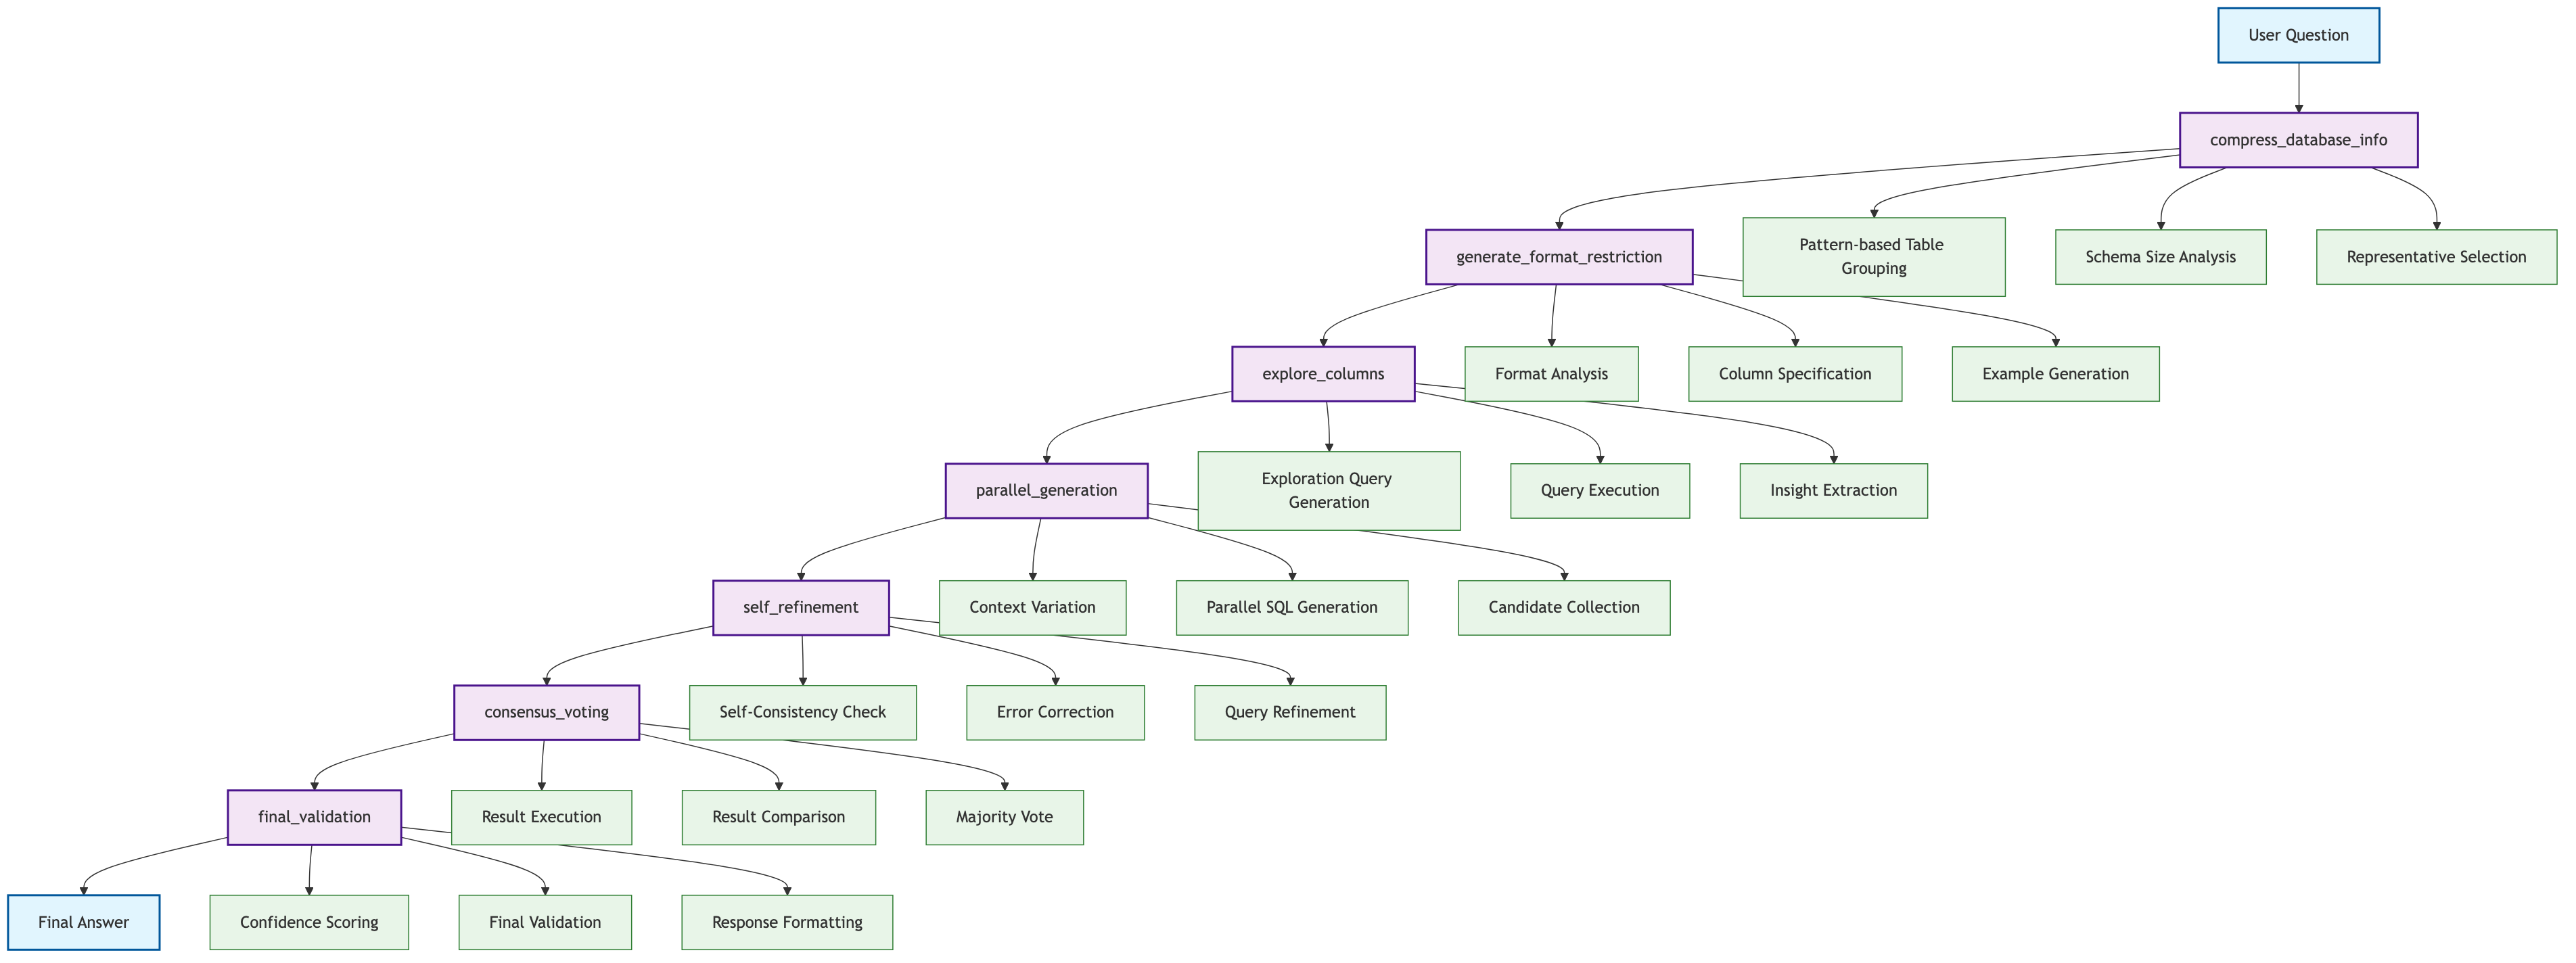 User Question
compress_database_info
generate_format_restriction
Pattern-based Table
Grouping
Schema Size Analysis
Representative Selection
explore_columns
Format Analysis
Column Specification
Example Generation
parallel_generation
Exploration Query
Generation
Query Execution
Insight Extraction
self_refinement
Context Variation
Parallel SQL Generation
Candidate Collection
consensus_voting
Self-Consistency Check
Error Correction
Query Refinement
final_validation
Result Execution
Result Comparison
Majority Vote
Final Answer
Confidence Scoring
Final Validation
Response Formatting